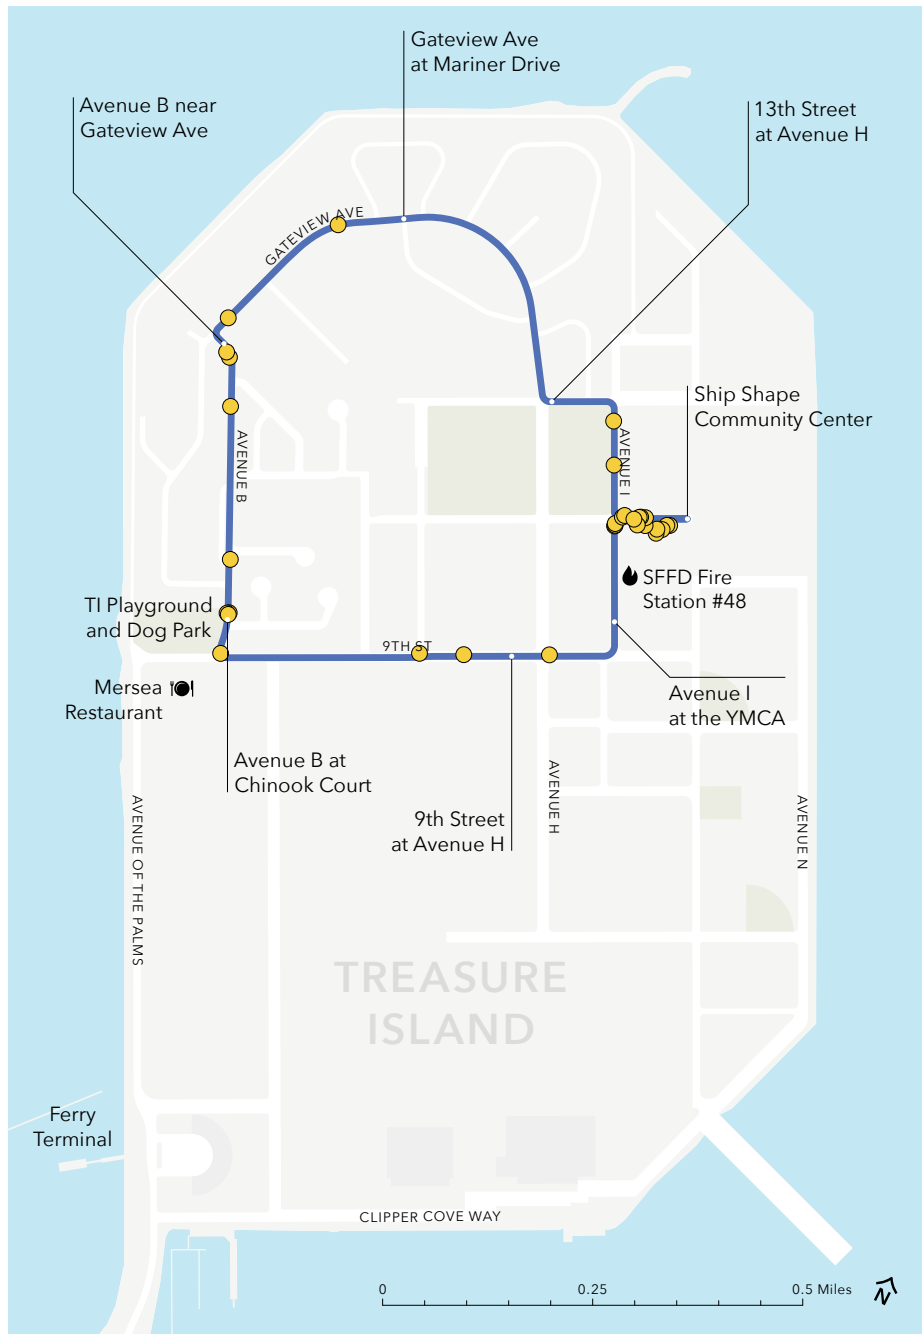 Gateview Ave
at Mariner Drive
Avenue B near
Gateview Ave
13th Street
at Avenue H
GATEVIEW AVE
Ship Shape
Community Center
AVENUE B
AVENUE I
SFFD Fire
Station #48
TI Playground
and Dog Park
9TH ST
Mersea
Restaurant
Avenue I
at the YMCA
Avenue B at
Chinook Court
9th Street
at Avenue H
AVENUE H
AVENUE OF THE PALMS
AVENUE N
TREASURE
ISLAND
Ferry
Terminal
CLIPPER COVE WAY
0
0.25
0.5 Miles
N